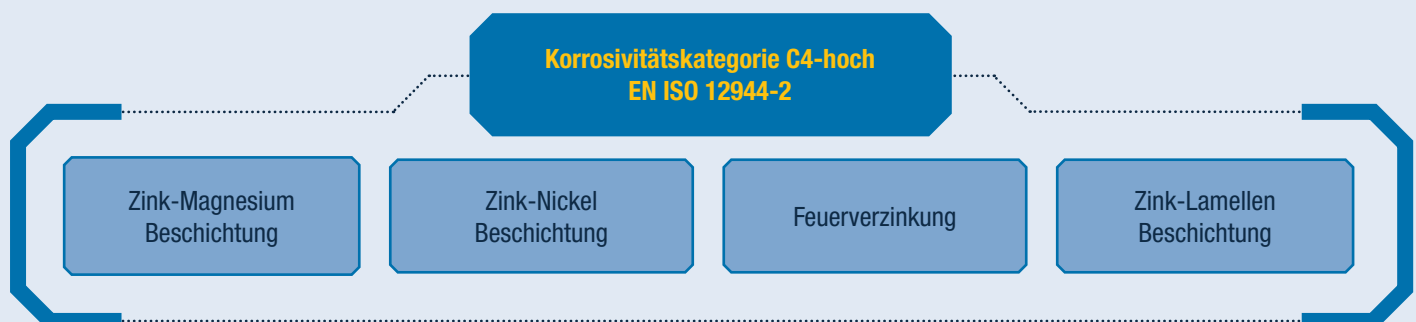 Korrosivitätskategorie C4-hoch
EN ISO 12944-2
Zink-Magnesium
Beschichtung
Zink-Nickel
Beschichtung
Feuerverzinkung
Zink-Lamellen
Beschichtung